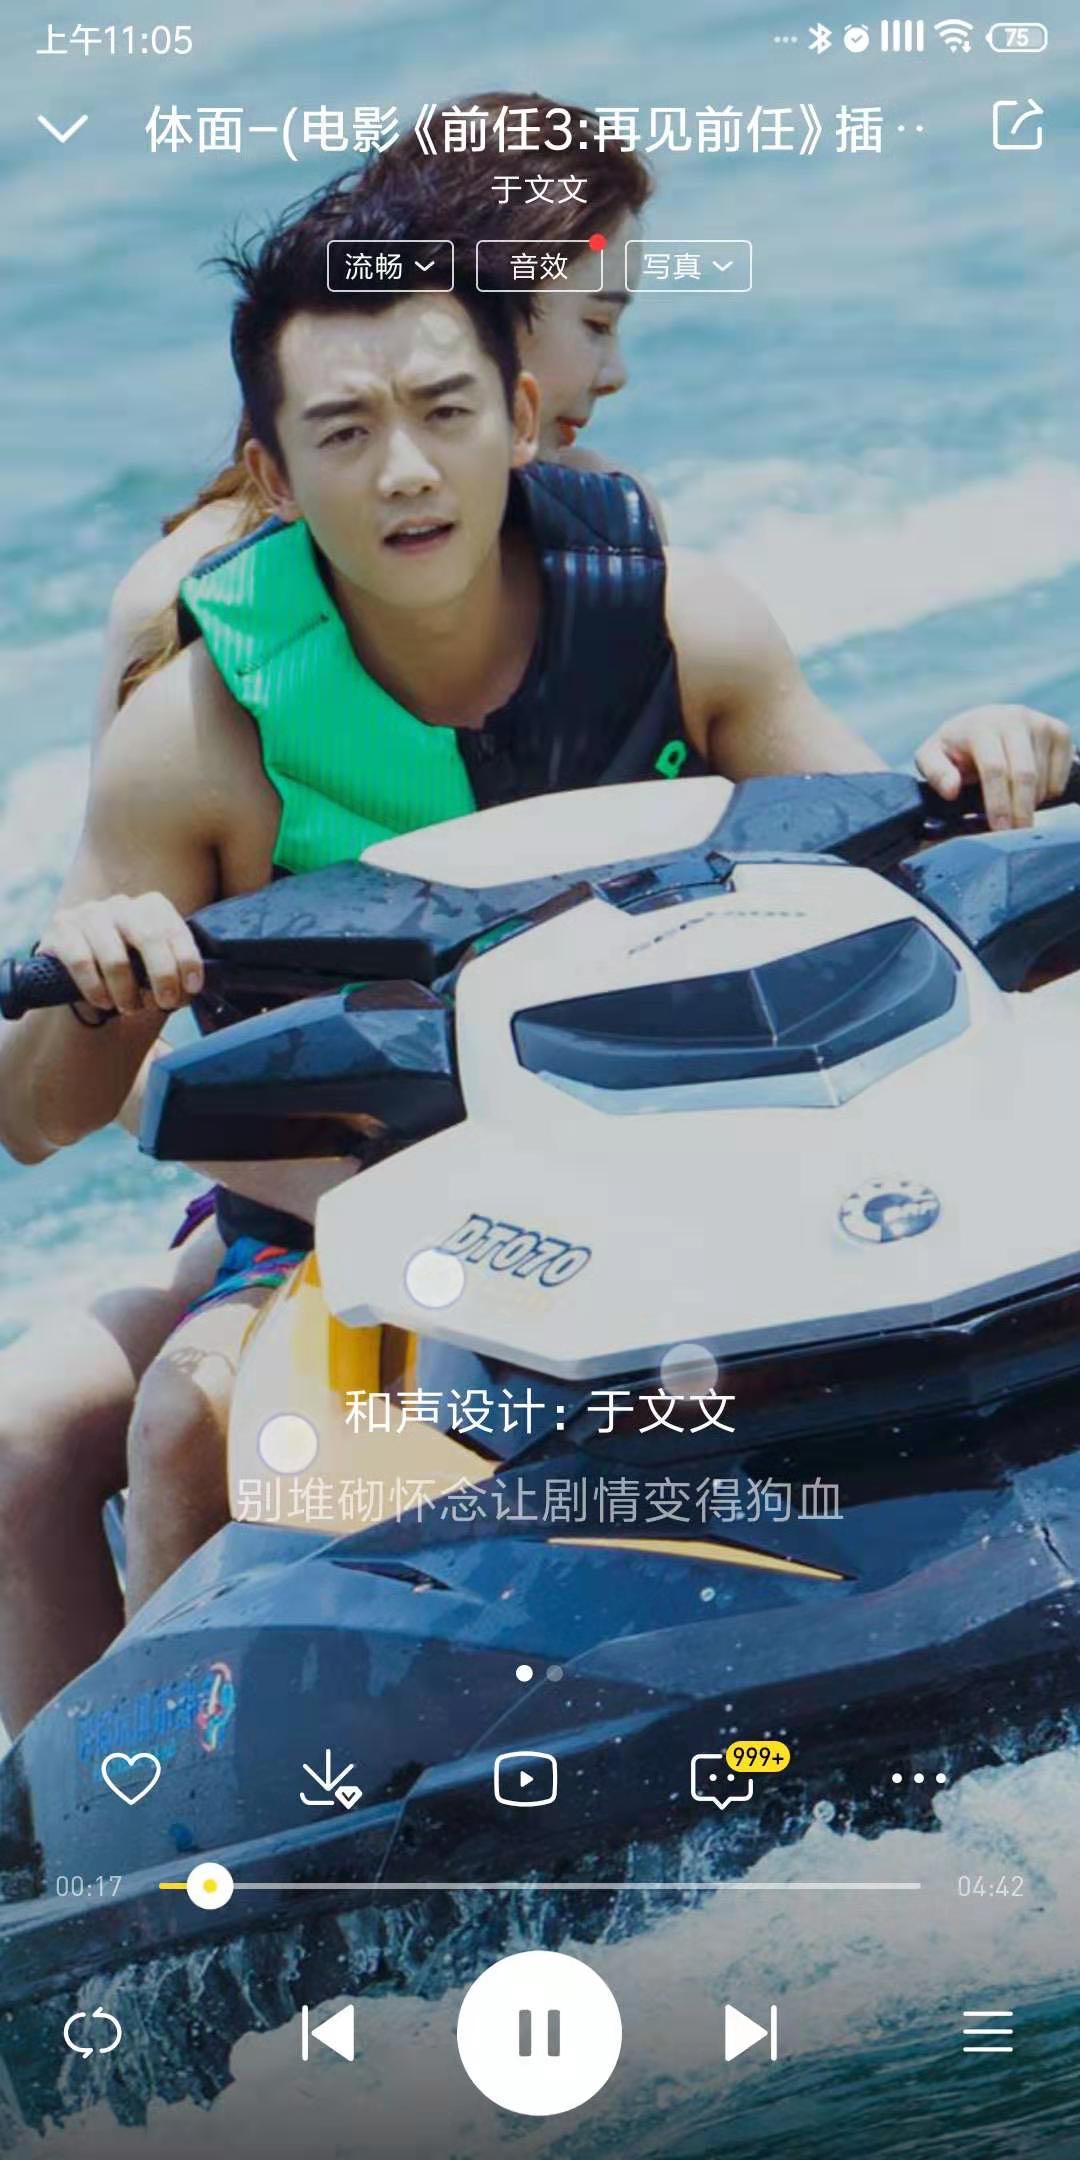 上午11:05
75
体面-(电影《前任3:再见前任》插··
于文文
流畅
音效
写真
DT070
BRP
和声设计：于文文
别堆砌怀念让剧情变得狗血
999+
00:17
04:42